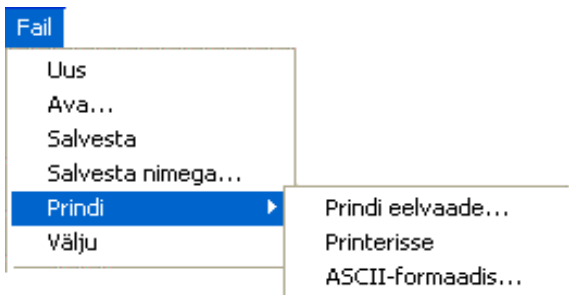 Fail
Uus
Ava...
Salvesta
Salvesta nimega...
Prindi
Prindi eelvaade...
Välju
Printerisse
ASCII-formaadis...